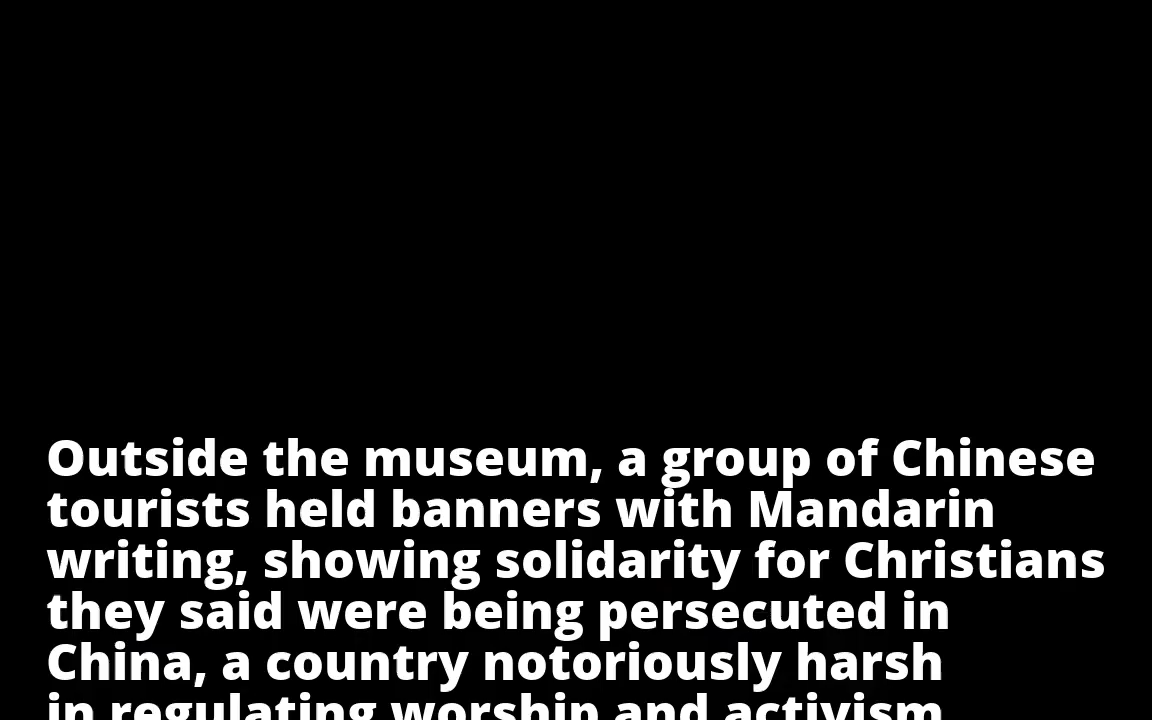 Outside the museum, a group of Chinese
tourists held banners with Mandarin
writing, showing solidarity for Christians
they said were being persecuted in
China, a country notoriously harsh
in regulating worship and activism